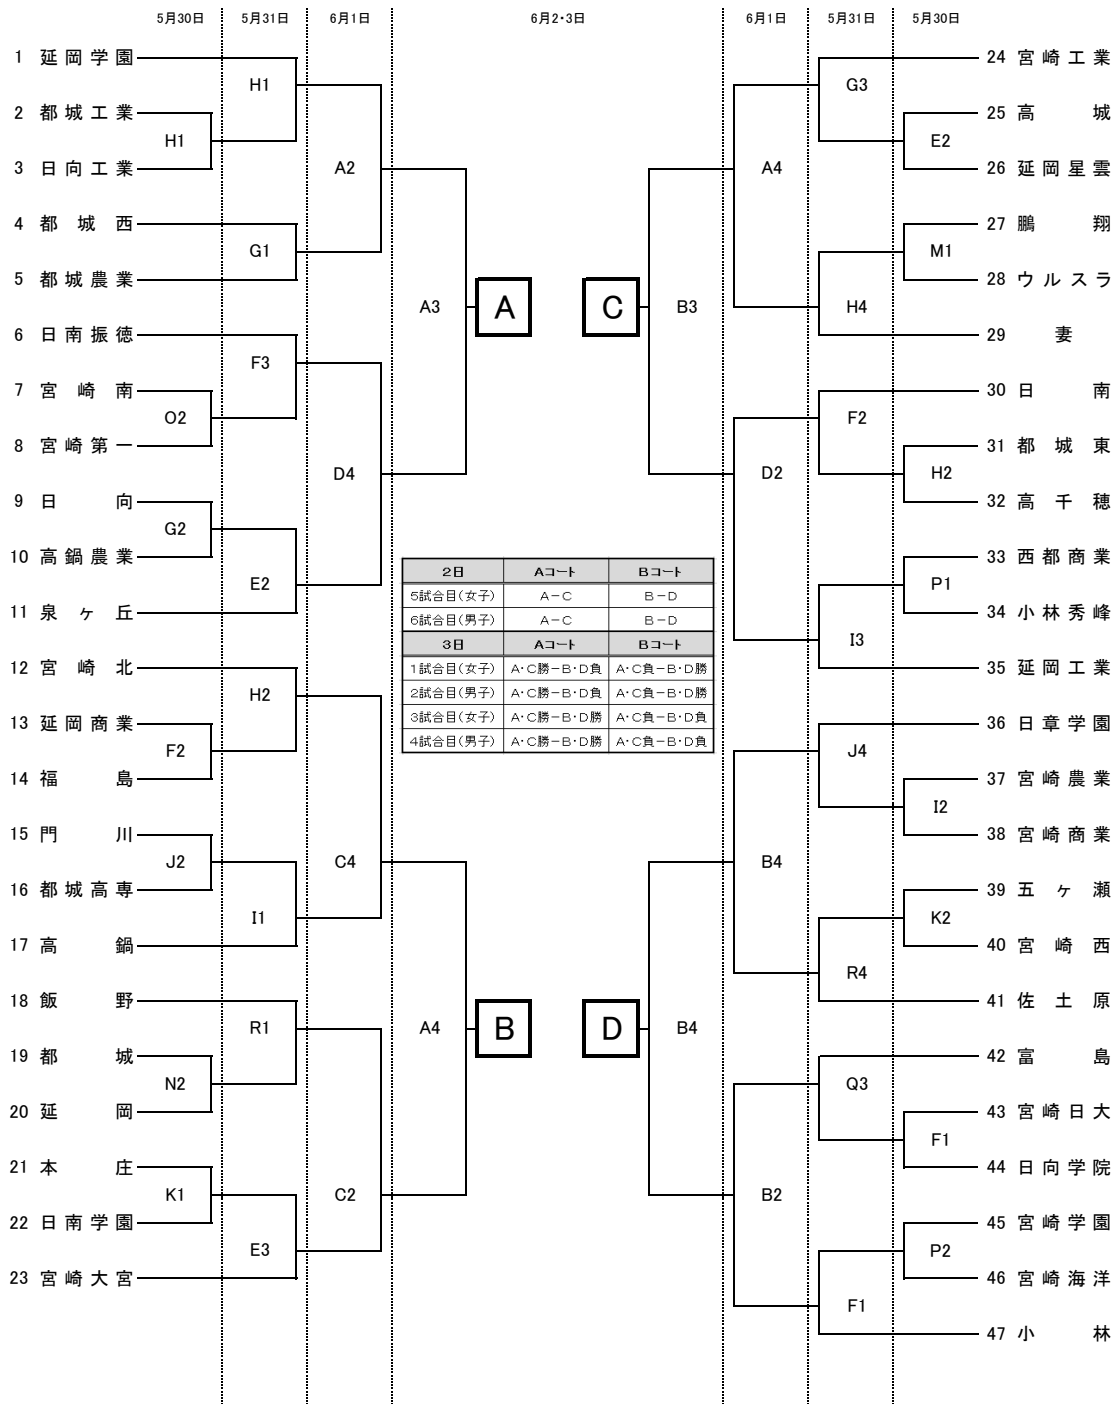 5月30日 5月31日 6月1日 6月2・3日 6月1日 5月31日 5月30日
1 延岡学園
H1
2 都城工業
H1
3 日向工業
A2
4 都城西
G1
5 都城農業
A3
A
6 日南振徳
F3
7 宮崎南
O2
8 宮崎第一
D4
9 日向
G2
10 高鍋農業
E2
11 泉ヶ丘
12 宮崎北
H2
13 延岡商業
F2
14 福島
15 門川
J2
C4
16 都城高専
I1
17 高鍋
18 飯野
R1
A4
B
19 都城
N2
20 延岡
21 本庄
K1
C2
22 日南学園
E3
23 宮崎大宮
2日 Aコート Bコート
5試合目(女子) A-C B-D
6試合目(男子) A-C B-D
3日 Aコート Bコート
1試合目(女子) A・C勝-B・D負 A・C負-B・D勝
2試合目(男子) A・C勝-B・D負 A・C負-B・D勝
3試合目(女子) A・C勝-B・D勝 A・C負-B・D負
4試合目(男子) A・C勝-B・D勝 A・C負-B・D負
24 宮崎工業
G3
25 高城
E2
26 延岡星雲
A4
27 鵬翔
M1
28 ウルスラ
C
B3
H4
29 妻
30 日南
F2
31 都城東
H2
32 高千穂
D2
33 西都商業
P1
34 小林秀峰
I3
35 延岡工業
36 日章学園
J4
37 宮崎農業
I2
38 宮崎商業
B4
39 五ヶ瀬
K2
40 宮崎西
R4
41 佐土原
D
B4
42 富島
Q3
43 宮崎日大
F1
44 日向学院
B2
45 宮崎学園
P2
46 宮崎海洋
F1
47 小林